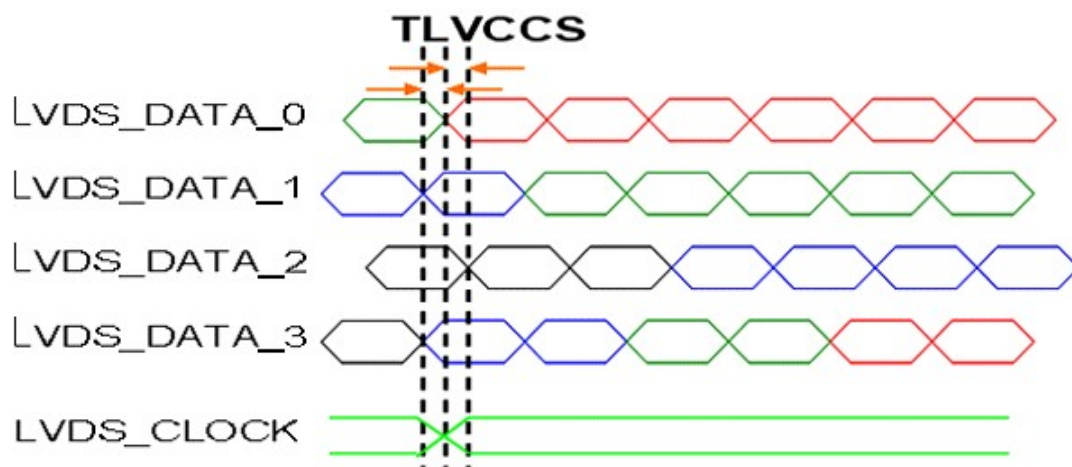 TLVCCS
LVDS_DATA_0
LVDS_DATA_1
LVDS_DATA_2
LVDS_DATA_3
LVDS_CLOCK